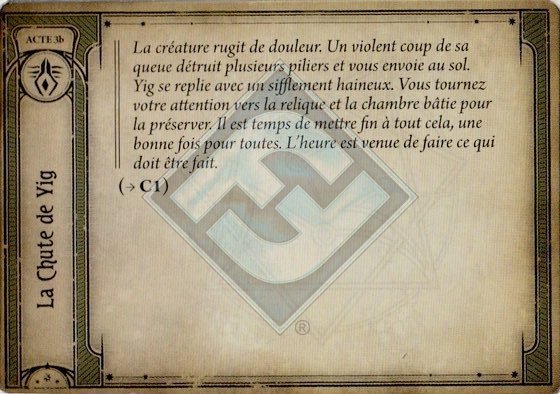 ACTE 3b
La Chute de Yig
La créature rugit de douleur. Un violent coup de sa
queue détruit plusieurs piliers et vous envoie au sol.
Yig se replie avec un sifflement haineux. Vous tournez
votre attention vers la relique et la chambre bâtie pour
la préserver. Il est temps de mettre fin à tout cela, une
bonne fois pour toutes. L'heure est venue de faire ce qui
doit être fait.
(→ C1)
®